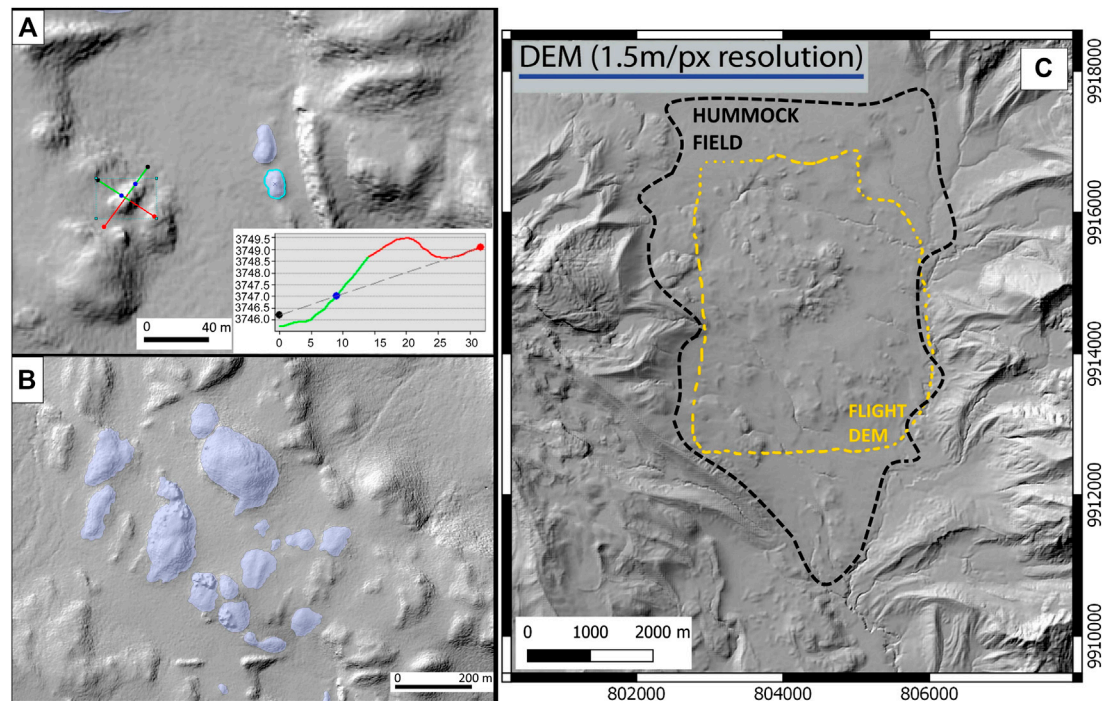 A
3749.5
3749.0
3748.5
3748.0
3747.0
3746.5
3746.0
0 5 10 15 20 25 30
0 40 m
B
0 200 m
DEM (1.5m/px resolution)
C
HUMMOCK
FIELD
FLIGHT
DEM
0 1000 2000 m
802000 804000 806000
9918000
9916000
9914000
9912000
9910000